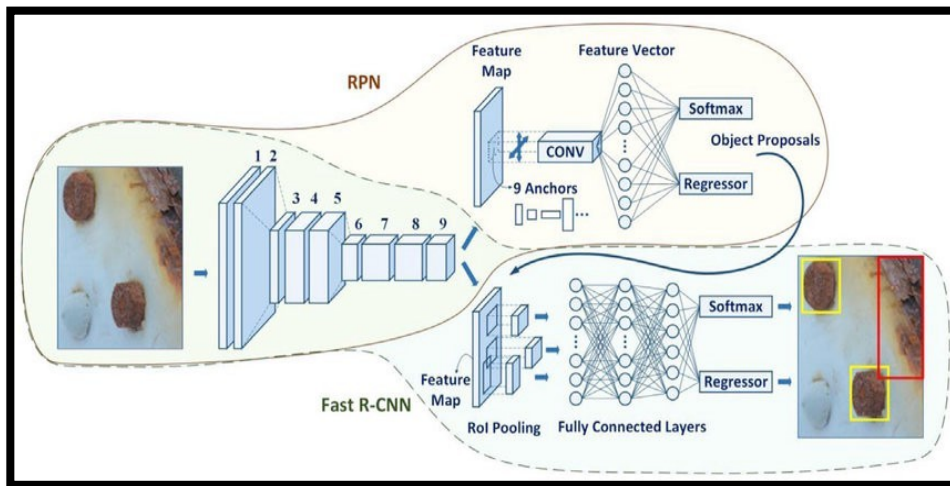 RPN
Feature
Map
Feature Vector
CONV
9 Anchors
Softmax
Regressor
Object Proposals
1 2
3 4 5
6 7 8 9
Fast R-CNN
Feature
Map
RoI Pooling
Fully Connected Layers
Softmax
Regressor